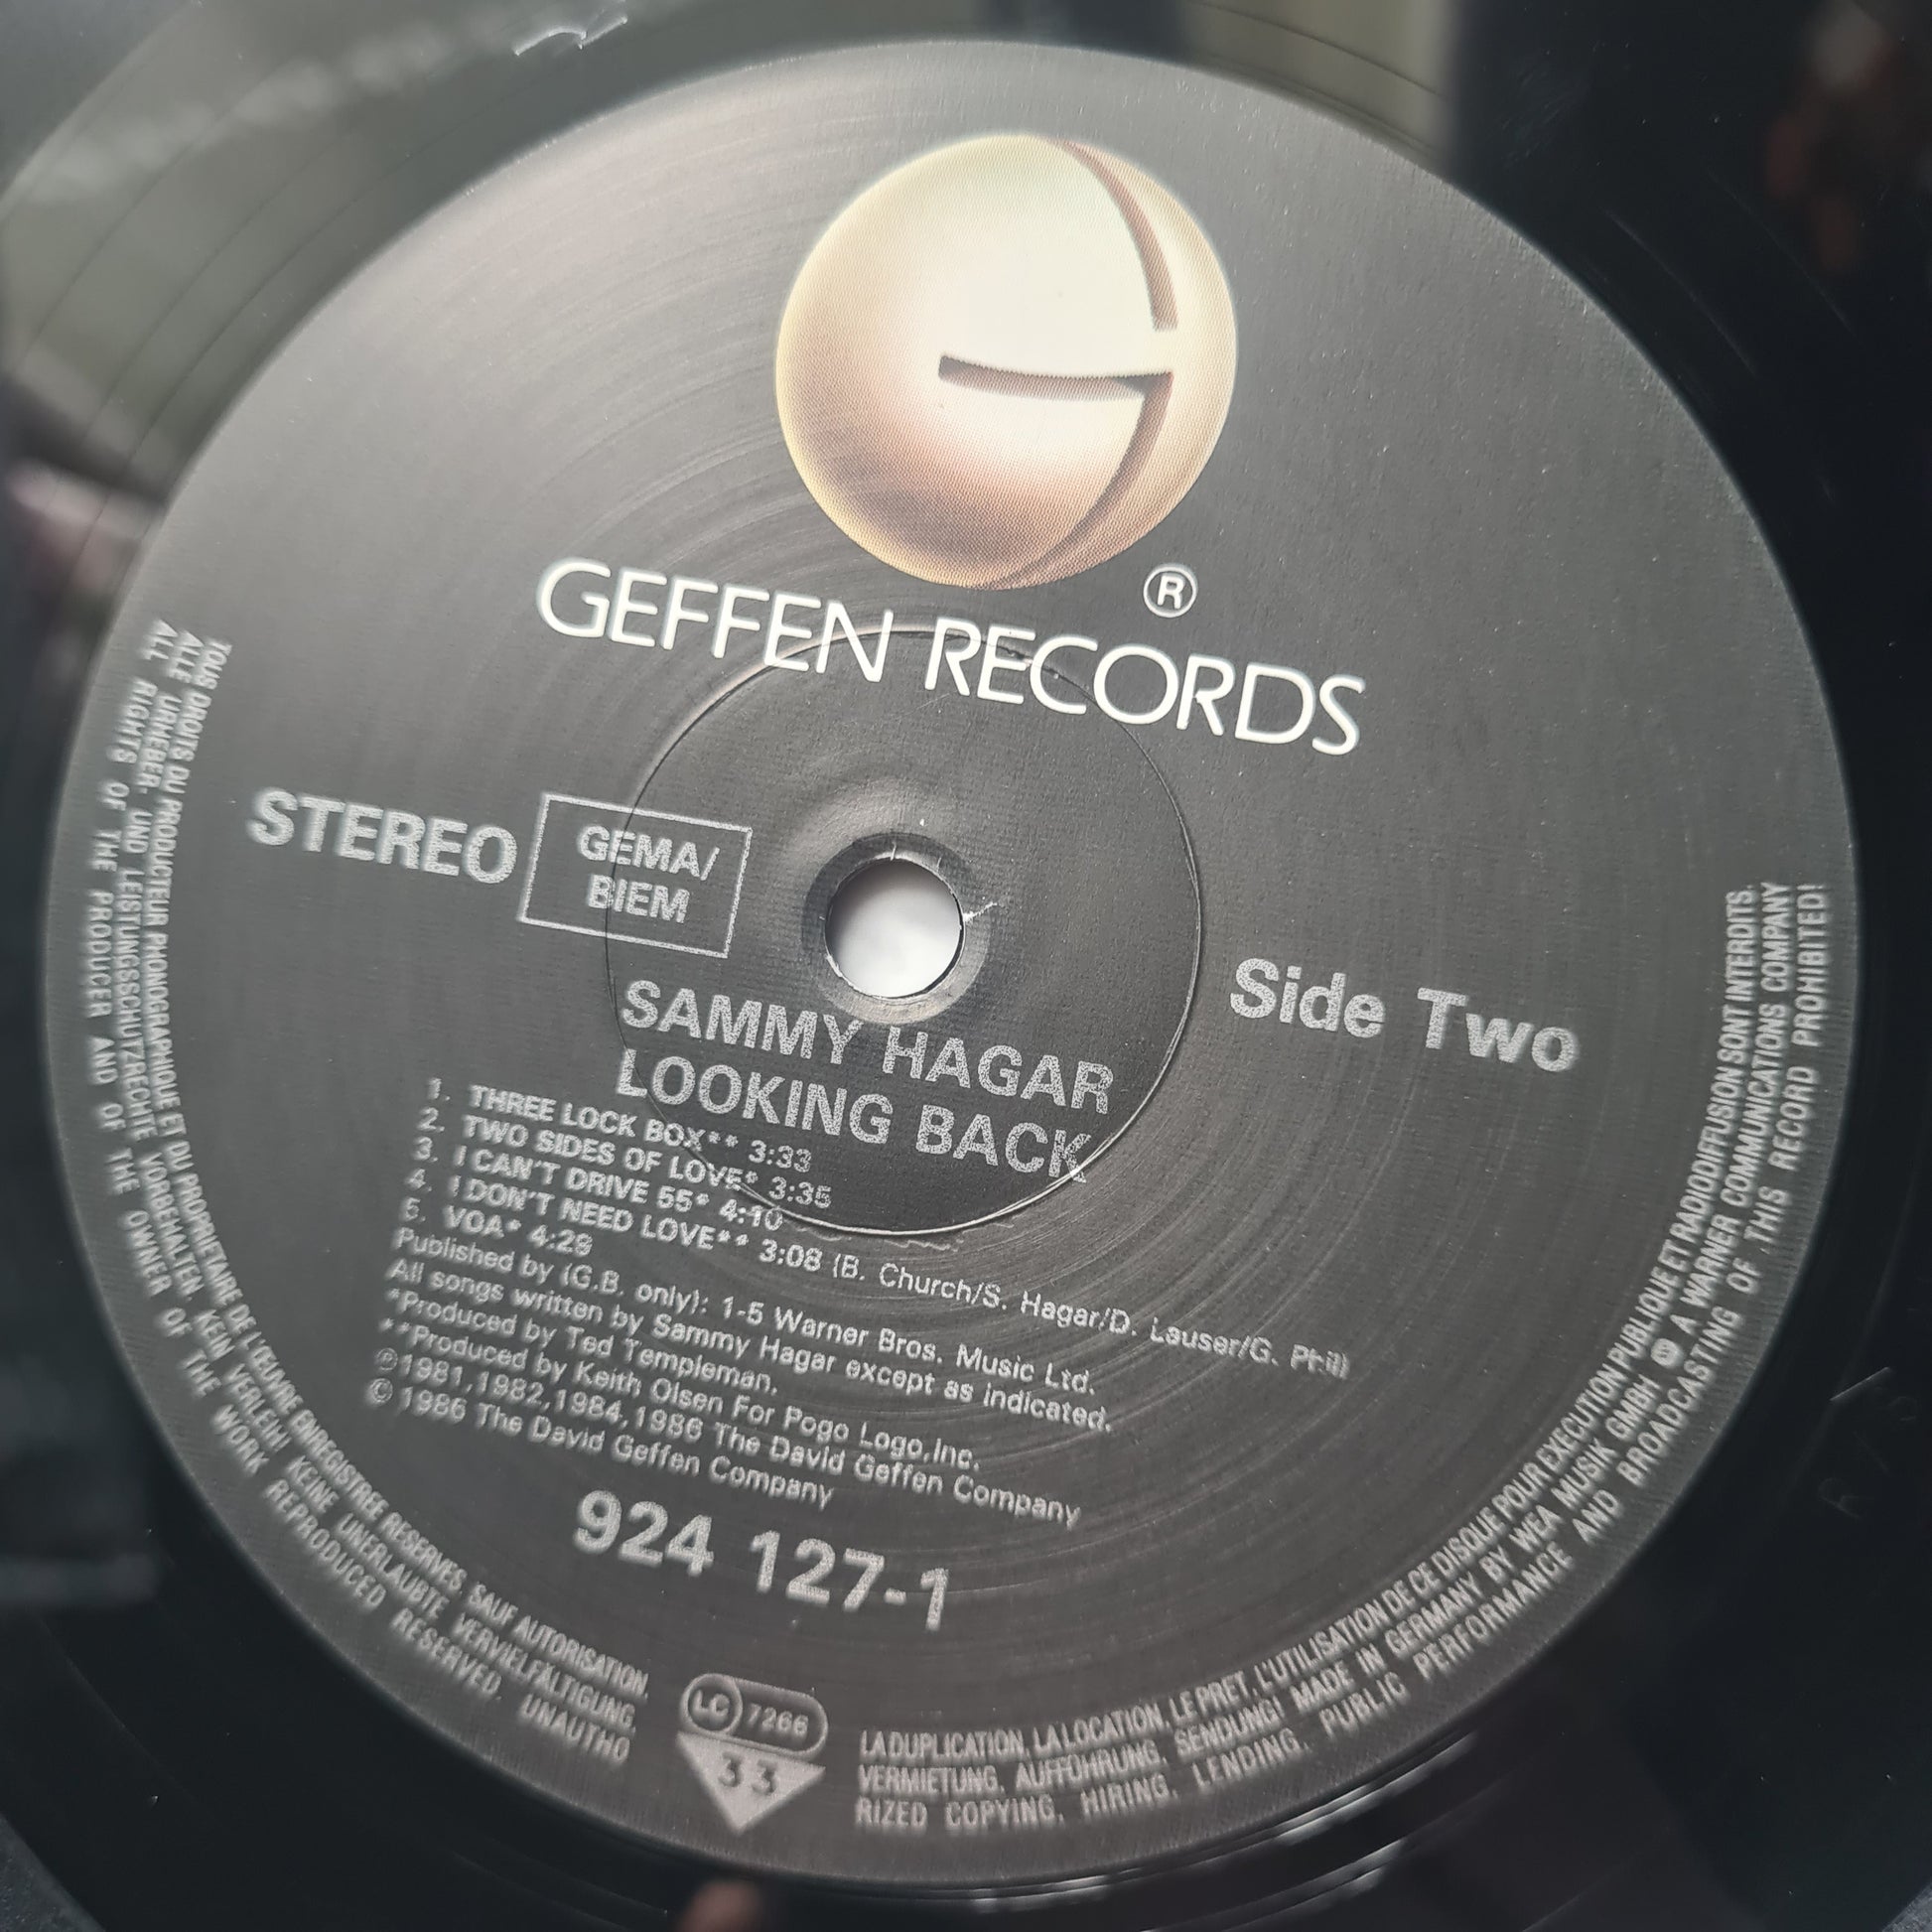 ®
GEFFEN RECORDS
STEREO
GEMA/
BIEM
Side Two
SAMMY HAGAR
LOOKING BACK
1. THREE LOCK BOX** 3:33
2. TWO SIDES OF LOVE* 3:35
3. I CAN'T DRIVE 55* 4:10
4. I DON'T NEED LOVE** 3:08 (B. Church/S. Hagar/D. Lauser/G. Pihl)
5. VOA* 4:29
Published by (G.B. only): 1-5 Warner Bros. Music Ltd.
All songs written by Sammy Hagar except as indicated.
*Produced by Ted Templeman.
**Produced by Keith Olsen For Pogo Logo,Inc.
℗1981,1982,1984,1986 The David Geffen Company
© 1986 The David Geffen Company
924 127-1
LC 7266
33
TOUS DROITS DU PRODUCTEUR PHONOGRAPHIQUE ET DU PROPRIETAIRE DE L'ŒUVRE ENREGISTREE RESERVES. SAUF AUTORISATION, LA DUPLICATION, LA LOCATION, LE PRET, L'UTILISATION DE CE DISQUE POUR EXECUTION PUBLIQUE ET RADIODIFFUSION SONT INTERDITS.
ALLE URHEBER- UND LEISTUNGSSCHUTZRECHTE VORBEHALTEN. KEIN VERLEIH! KEINE UNERLAUBTE VERVIELFÄLTIGUNG, VERMIETUNG, AUFFÜHRUNG, SENDUNG! MADE IN GERMANY BY WEA MUSIK GMBH A WARNER COMMUNICATIONS COMPANY
ALL RIGHTS OF THE PRODUCER AND OF THE OWNER OF THE WORK REPRODUCED RESERVED. UNAUTHORIZED COPYING, HIRING, LENDING, PUBLIC PERFORMANCE AND BROADCASTING OF THIS RECORD PROHIBITED!